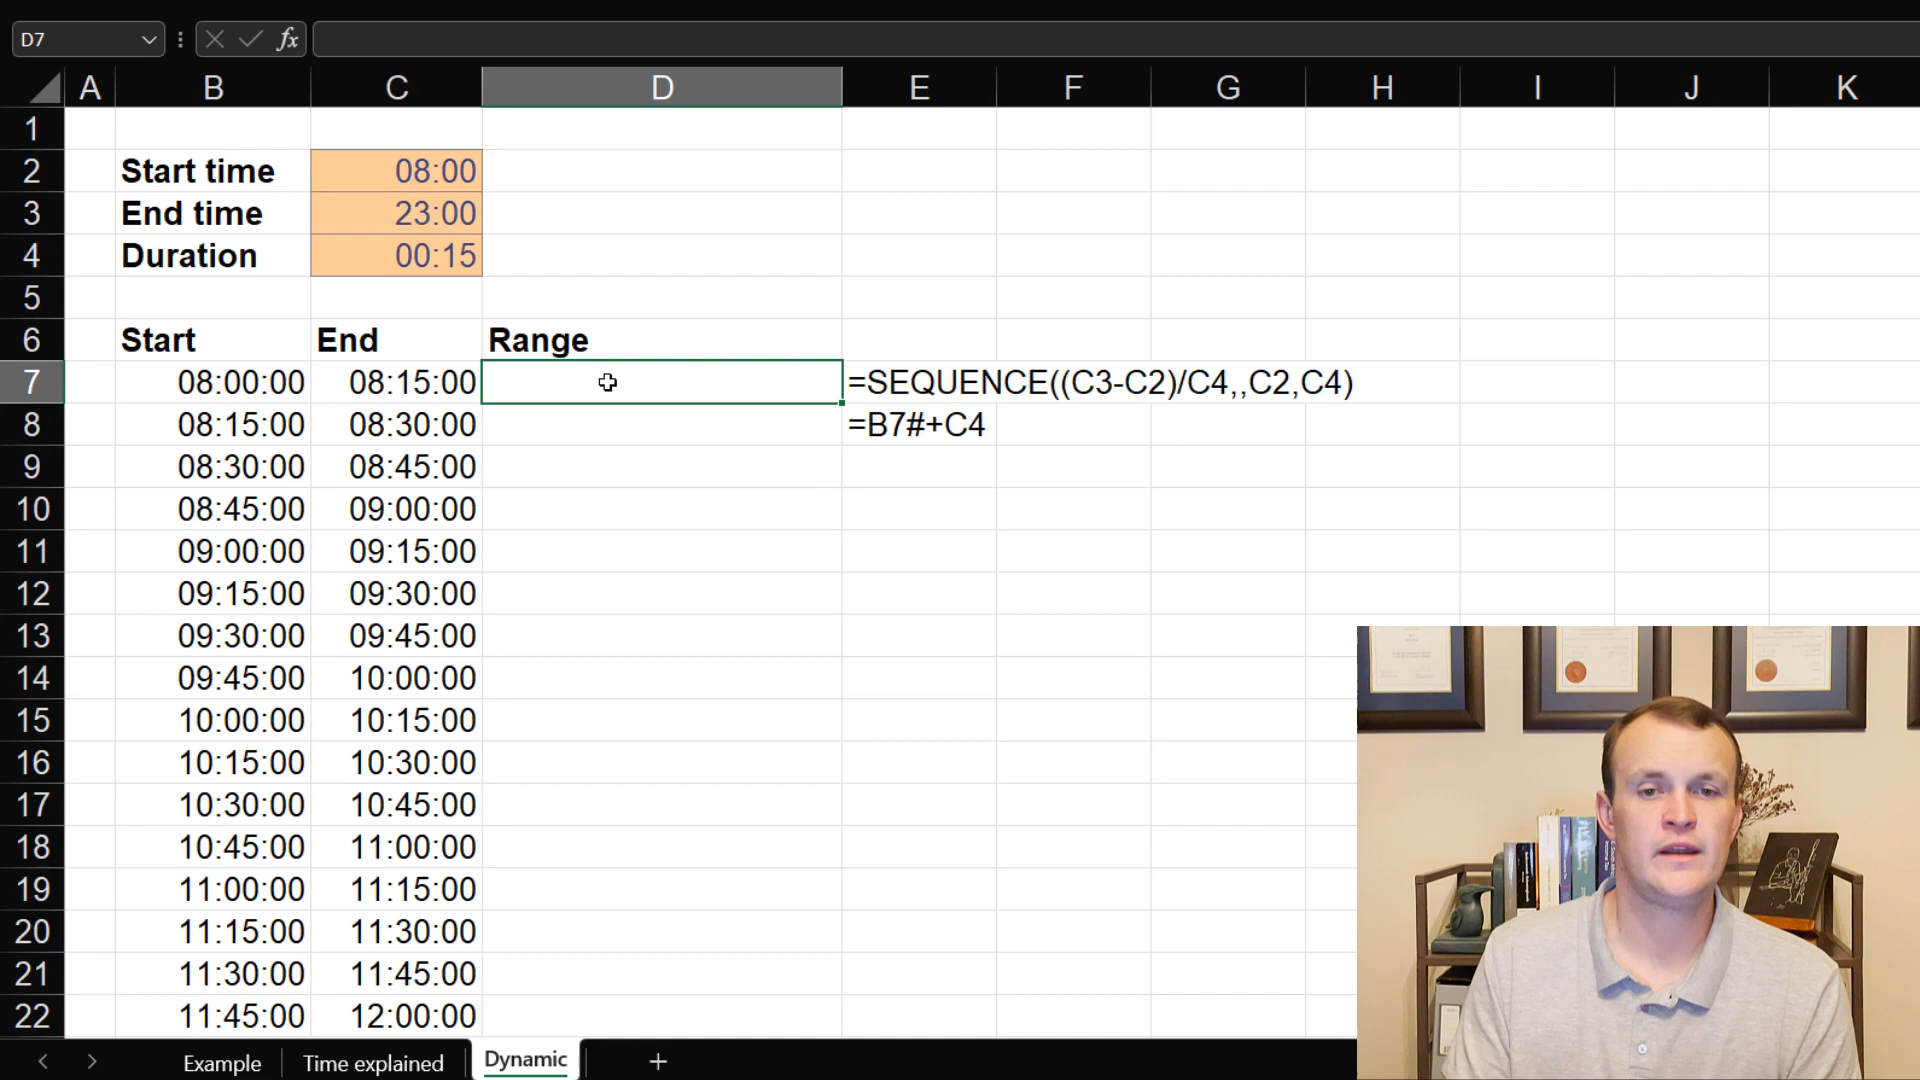 D7
fx
A B C D E F G H I J K
1
2 Start time 08:00
3 End time 23:00
4 Duration 00:15
5
6 Start End Range
7 08:00:00 08:15:00 =SEQUENCE((C3-C2)/C4,,C2,C4)
8 08:15:00 08:30:00 =B7#+C4
9 08:30:00 08:45:00
10 08:45:00 09:00:00
11 09:00:00 09:15:00
12 09:15:00 09:30:00
13 09:30:00 09:45:00
14 09:45:00 10:00:00
15 10:00:00 10:15:00
16 10:15:00 10:30:00
17 10:30:00 10:45:00
18 10:45:00 11:00:00
19 11:00:00 11:15:00
20 11:15:00 11:30:00
21 11:30:00 11:45:00
22 11:45:00 12:00:00
Example Time explained Dynamic